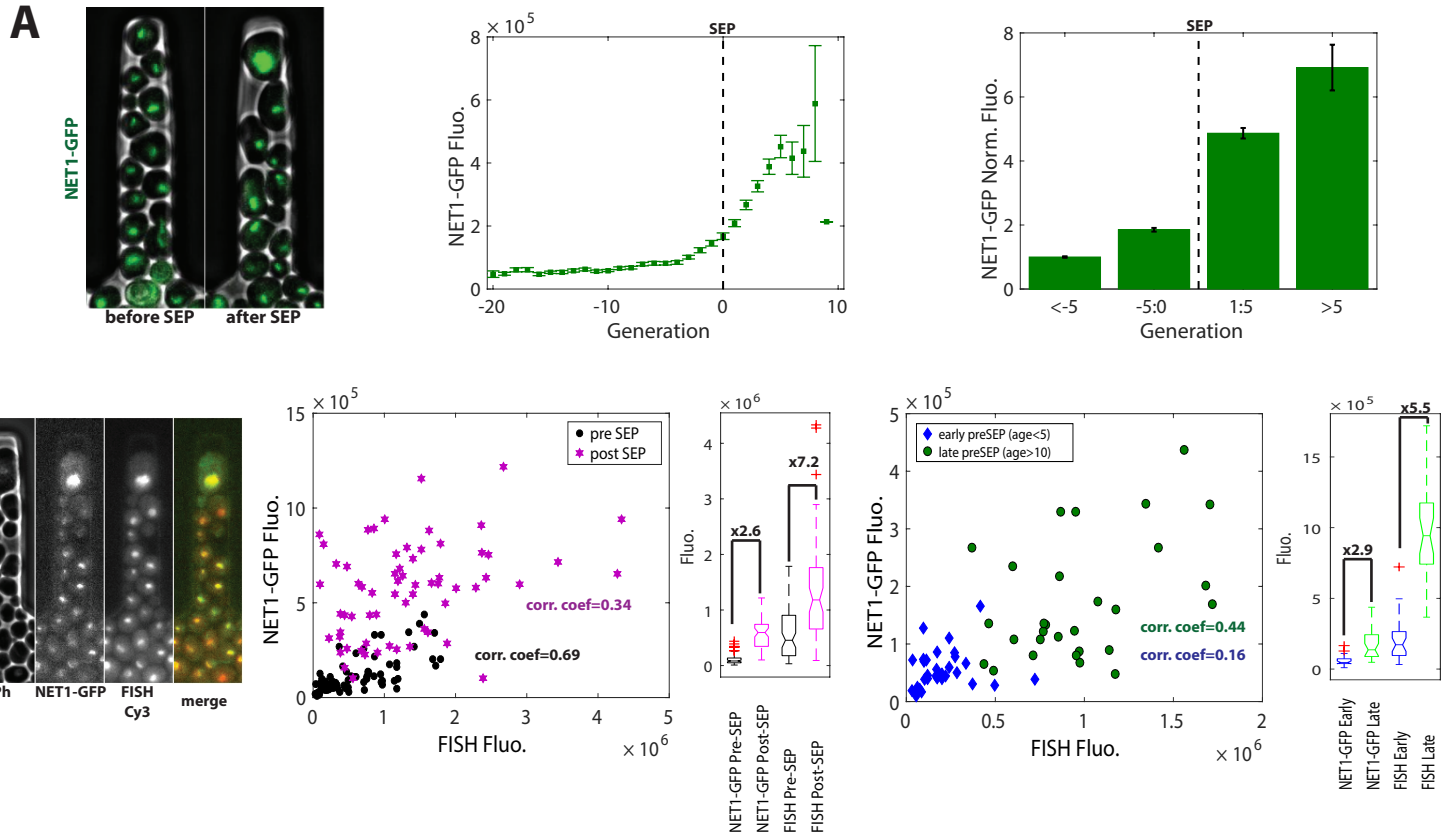 A
NET1-GFP
before SEP
after SEP
× 10^5
SEP
8
6
4
2
0
NET1-GFP Fluo.
-20
-10
0
10
Generation
SEP
8
6
4
2
0
NET1-GFP Norm. Fluo.
<-5
-5:0
1:5
>5
Generation
Ph
NET1-GFP
FISH
Cy3
merge
× 10^5
15
10
5
0
NET1-GFP Fluo.
pre SEP
post SEP
corr. coef=0.34
corr. coef=0.69
0
1
2
3
4
5
FISH Fluo.
× 10^6
× 10^6
4
3
2
1
0
Fluo.
x2.6
x7.2
NET1-GFP Pre-SEP
NET1-GFP Post-SEP
FISH Pre-SEP
FISH Post-SEP
× 10^5
5
4
3
2
1
0
NET1-GFP Fluo.
early preSEP (age<5)
late preSEP (age>10)
corr. coef=0.44
corr. coef=0.16
0
0.5
1
1.5
2
FISH Fluo.
× 10^6
× 10^5
15
10
5
0
Fluo.
x2.9
x5.5
NET1-GFP Early
NET1-GFP Late
FISH Early
FISH Late